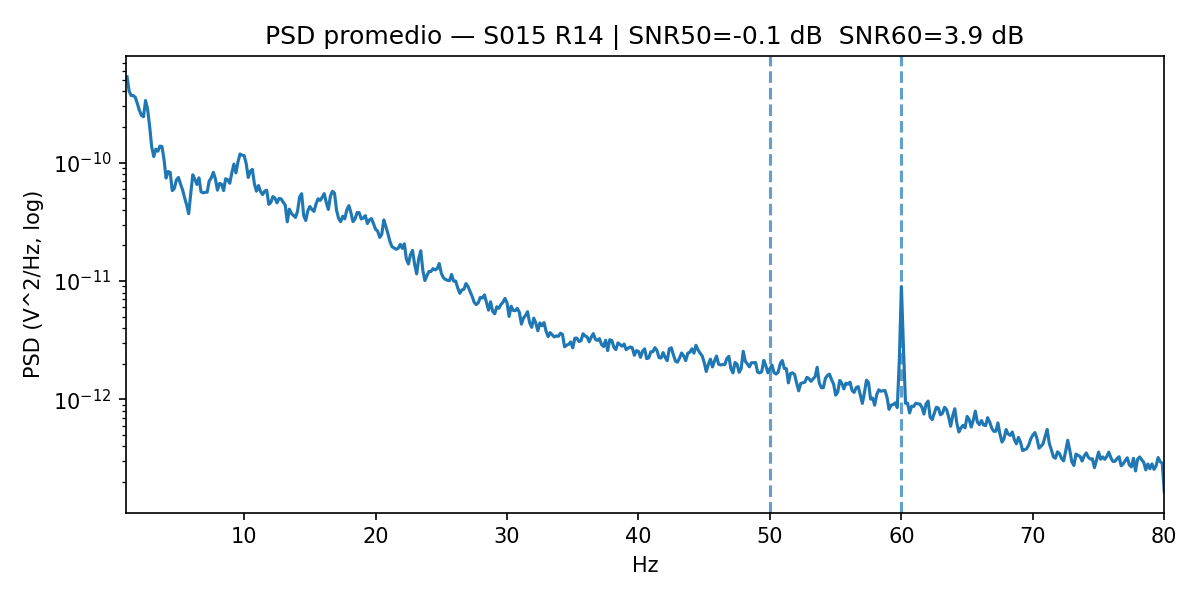 PSD promedio — S015 R14 | SNR50=-0.1 dB  SNR60=3.9 dB
PSD (V^2/Hz, log)
10⁻¹⁰
10⁻¹¹
10⁻¹²
10 20 30 40 50 60 70 80
Hz